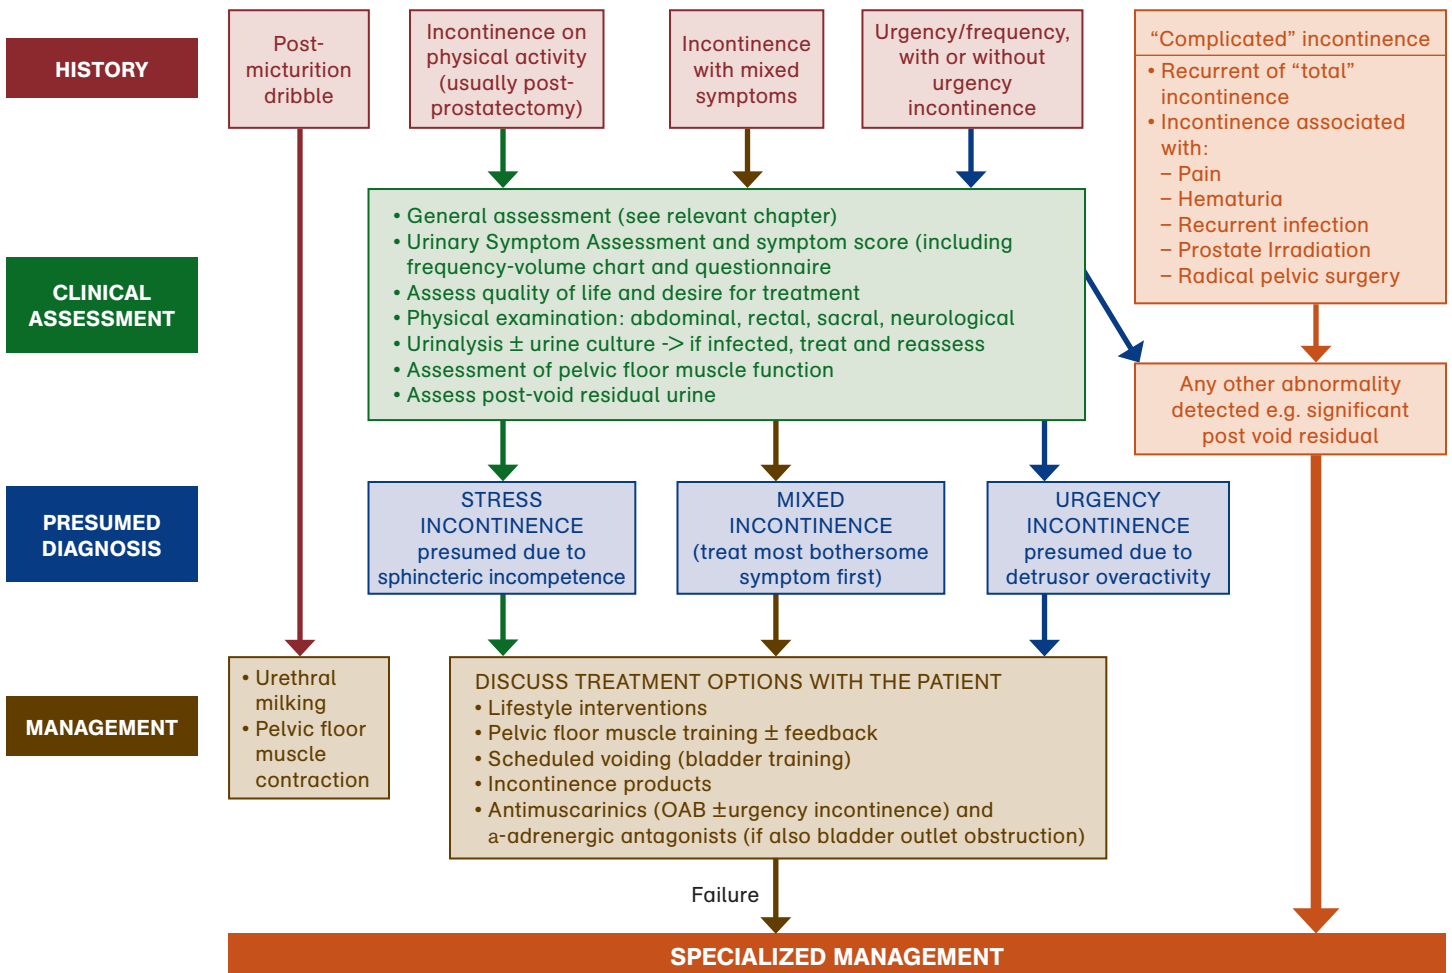 HISTORY
Post-
micturition
dribble
Incontinence on
physical activity
(usually post-
prostatectomy)
Incontinence
with mixed
symptoms
Urgency/frequency,
with or without
urgency
incontinence
“Complicated” incontinence
• Recurrent of “total”
incontinence
• Incontinence associated
with:
– Pain
– Hematuria
– Recurrent infection
– Prostate Irradiation
– Radical pelvic surgery
CLINICAL
ASSESSMENT
• General assessment (see relevant chapter)
• Urinary Symptom Assessment and symptom score (including
frequency-volume chart and questionnaire
• Assess quality of life and desire for treatment
• Physical examination: abdominal, rectal, sacral, neurological
• Urinalysis ± urine culture -> if infected, treat and reassess
• Assessment of pelvic floor muscle function
• Assess post-void residual urine
Any other abnormality
detected e.g. significant
post void residual
PRESUMED
DIAGNOSIS
STRESS
INCONTINENCE
presumed due to
sphincteric incompetence
MIXED
INCONTINENCE
(treat most bothersome
symptom first)
URGENCY
INCONTINENCE
presumed due to
detrusor overactivity
MANAGEMENT
• Urethral
milking
• Pelvic floor
muscle
contraction
DISCUSS TREATMENT OPTIONS WITH THE PATIENT
• Lifestyle interventions
• Pelvic floor muscle training ± feedback
• Scheduled voiding (bladder training)
• Incontinence products
• Antimuscarinics (OAB ±urgency incontinence) and
a-adrenergic antagonists (if also bladder outlet obstruction)
Failure
SPECIALIZED MANAGEMENT